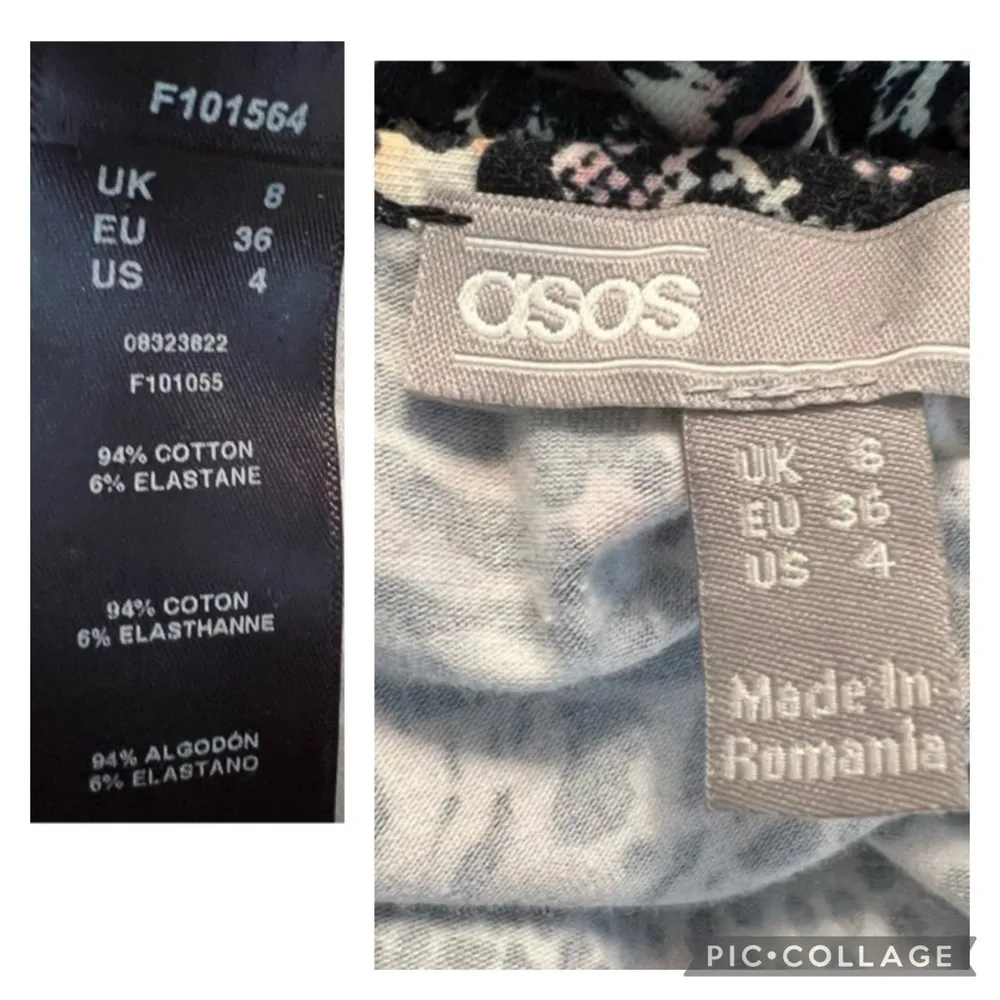 F101564
UK 8
EU 36
US 4
08323822
F101055
94% COTTON
6% ELASTANE
94% COTON
6% ELASTHANNE
94% ALGODÓN
6% ELASTANO
asos
UK 8
EU 36
US 4
Made In
Romania
PIC•COLLAGE